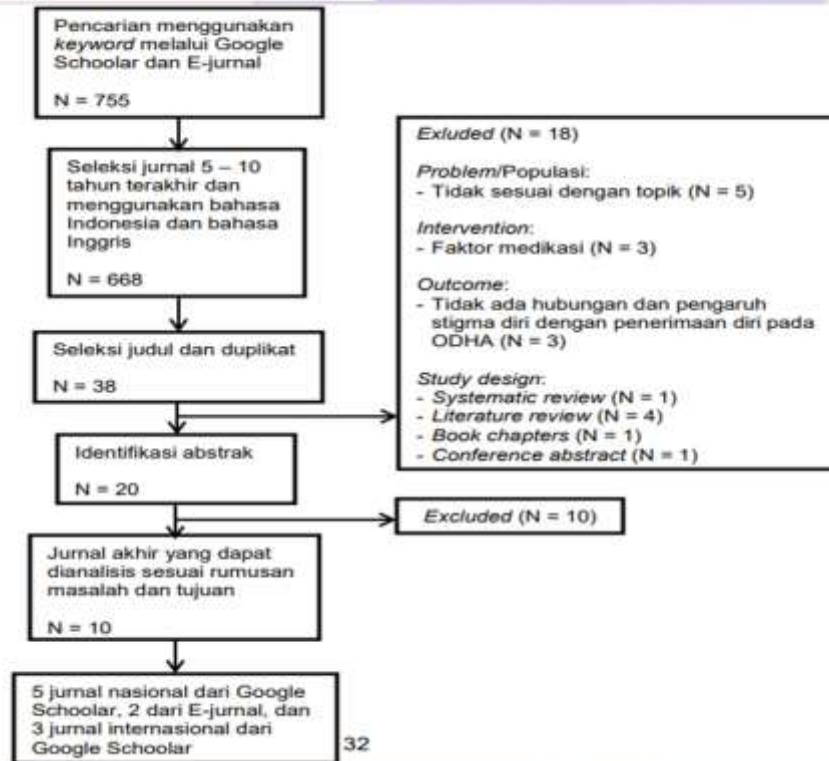 Pencarian menggunakan
keyword melalui Google
Schoolar dan E-jurnal
N = 755
Seleksi jurnal 5 – 10
tahun terakhir dan
menggunakan bahasa
Indonesia dan bahasa
Inggris
N = 668
Seleksi judul dan duplikat
N = 38
Exluded (N = 18)
Problem/Populasi:
- Tidak sesuai dengan topik (N = 5)
Intervention:
- Faktor medikasi (N = 3)
Outcome:
- Tidak ada hubungan dan pengaruh
stigma diri dengan penerimaan diri pada
ODHA (N = 3)
Study design:
- Systematic review (N = 1)
- Literature review (N = 4)
- Book chapters (N = 1)
- Conference abstract (N = 1)
Identifikasi abstrak
N = 20
Excluded (N = 10)
Jurnal akhir yang dapat
dianalisis sesuai rumusan
masalah dan tujuan
N = 10
5 jurnal nasional dari Google
Schoolar, 2 dari E-jurnal, dan
3 jurnal internasional dari
Google Schoolar
32